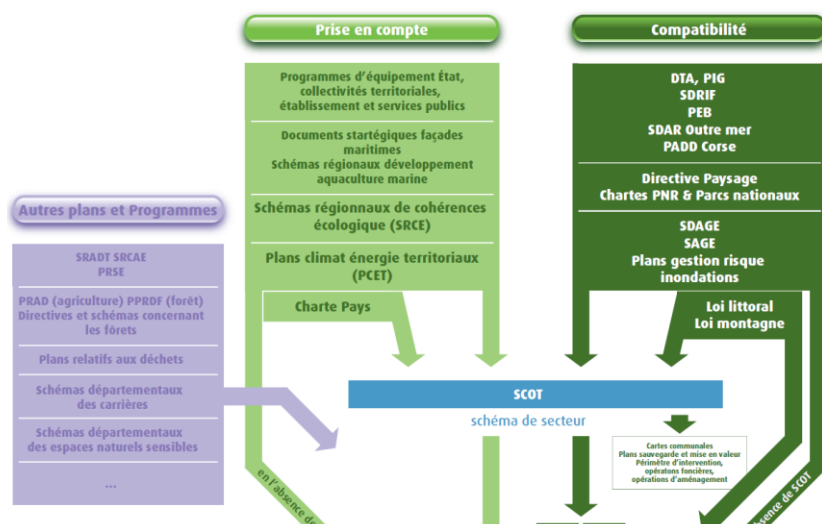 Prise en compte
Programmes d'équipement État,
collectivités territoriales,
établissement et services publics
Documents startégiques façades
maritimes
Schémas régionaux développement
aquaculture marine
Schémas régionnaux de cohérences
écologique (SRCE)
Plans climat énergie territoriaux
(PCET)
Charte Pays
Compatibilité
DTA, PIG
SDRIF
PEB
SDAR Outre mer
PADD Corse
Directive Paysage
Chartes PNR & Parcs nationaux
SDAGE
SAGE
Plans gestion risque
inondations
Loi littoral
Loi montagne
Autres plans et Programmes
SRADT SRCAE
PRSE
PRAD (agriculture) PPRDF (forêt)
Directives et schémas concernant
les fôrets
Plans relatifs aux déchets
Schémas départementaux
des carrières
Schémas départementaux
des espaces naturels sensibles
...
SCOT
schéma de secteur
Cartes communales
Plans sauvegarde et mise en valeur
Périmètre d'intervention,
opératons foncières,
opérations d'aménagement
en l'absence de
absence de SCOT